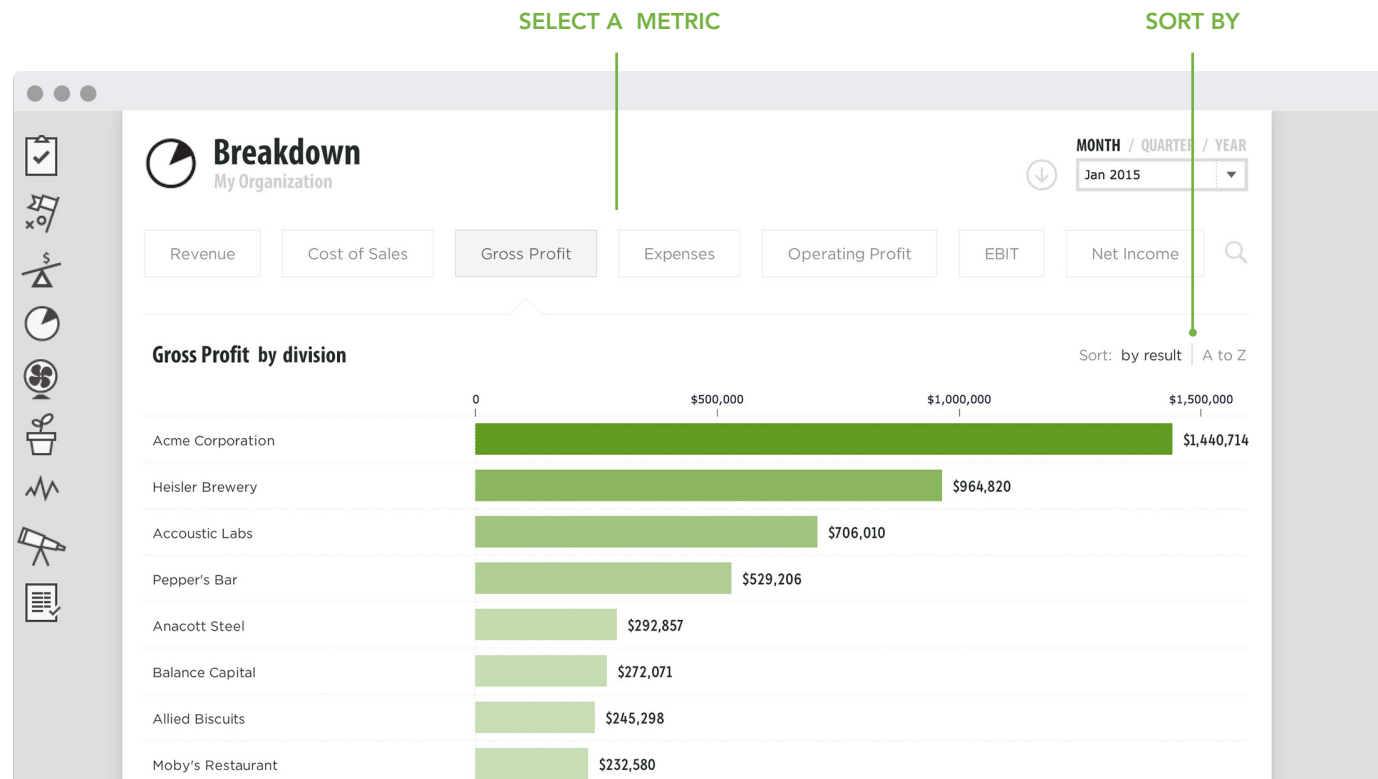 SELECT A METRIC
SORT BY
Breakdown
My Organization
MONTH / QUARTER / YEAR
Jan 2015
Revenue
Cost of Sales
Gross Profit
Expenses
Operating Profit
EBIT
Net Income
Gross Profit by division
Sort: by result | A to Z
0 $500,000 $1,000,000 $1,500,000
Acme Corporation $1,440,714
Heisler Brewery $964,820
Accoustic Labs $706,010
Pepper's Bar $529,206
Anacott Steel $292,857
Balance Capital $272,071
Allied Biscuits $245,298
Moby's Restaurant $232,580